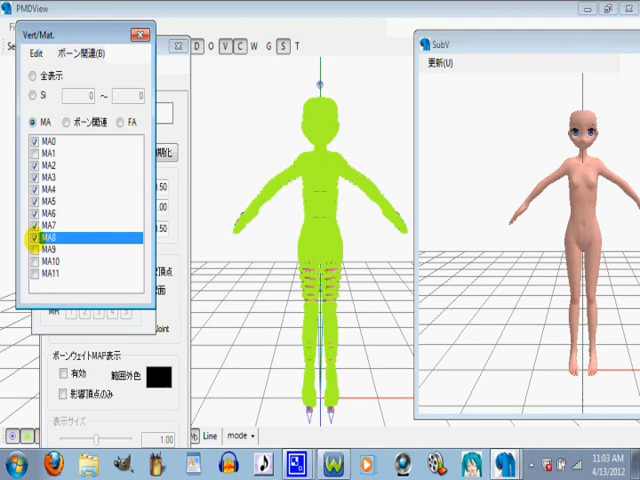 PMDView
Vert/Mat.
SubV
Edit ボーン関連(B)
更新(U)
D O V C W G S T
全表示
Si 0 ～ 0
MA ボーン関連 FA
MA0
MA1
MA2
MA3
MA4
MA5
MA6
MA7
MA8
MA9
MA10
MA11
ボーンウェイトMAP表示
有効 範囲外色
影響頂点のみ
表示サイズ
1.00
Line mode
11:03 AM
4/13/2012